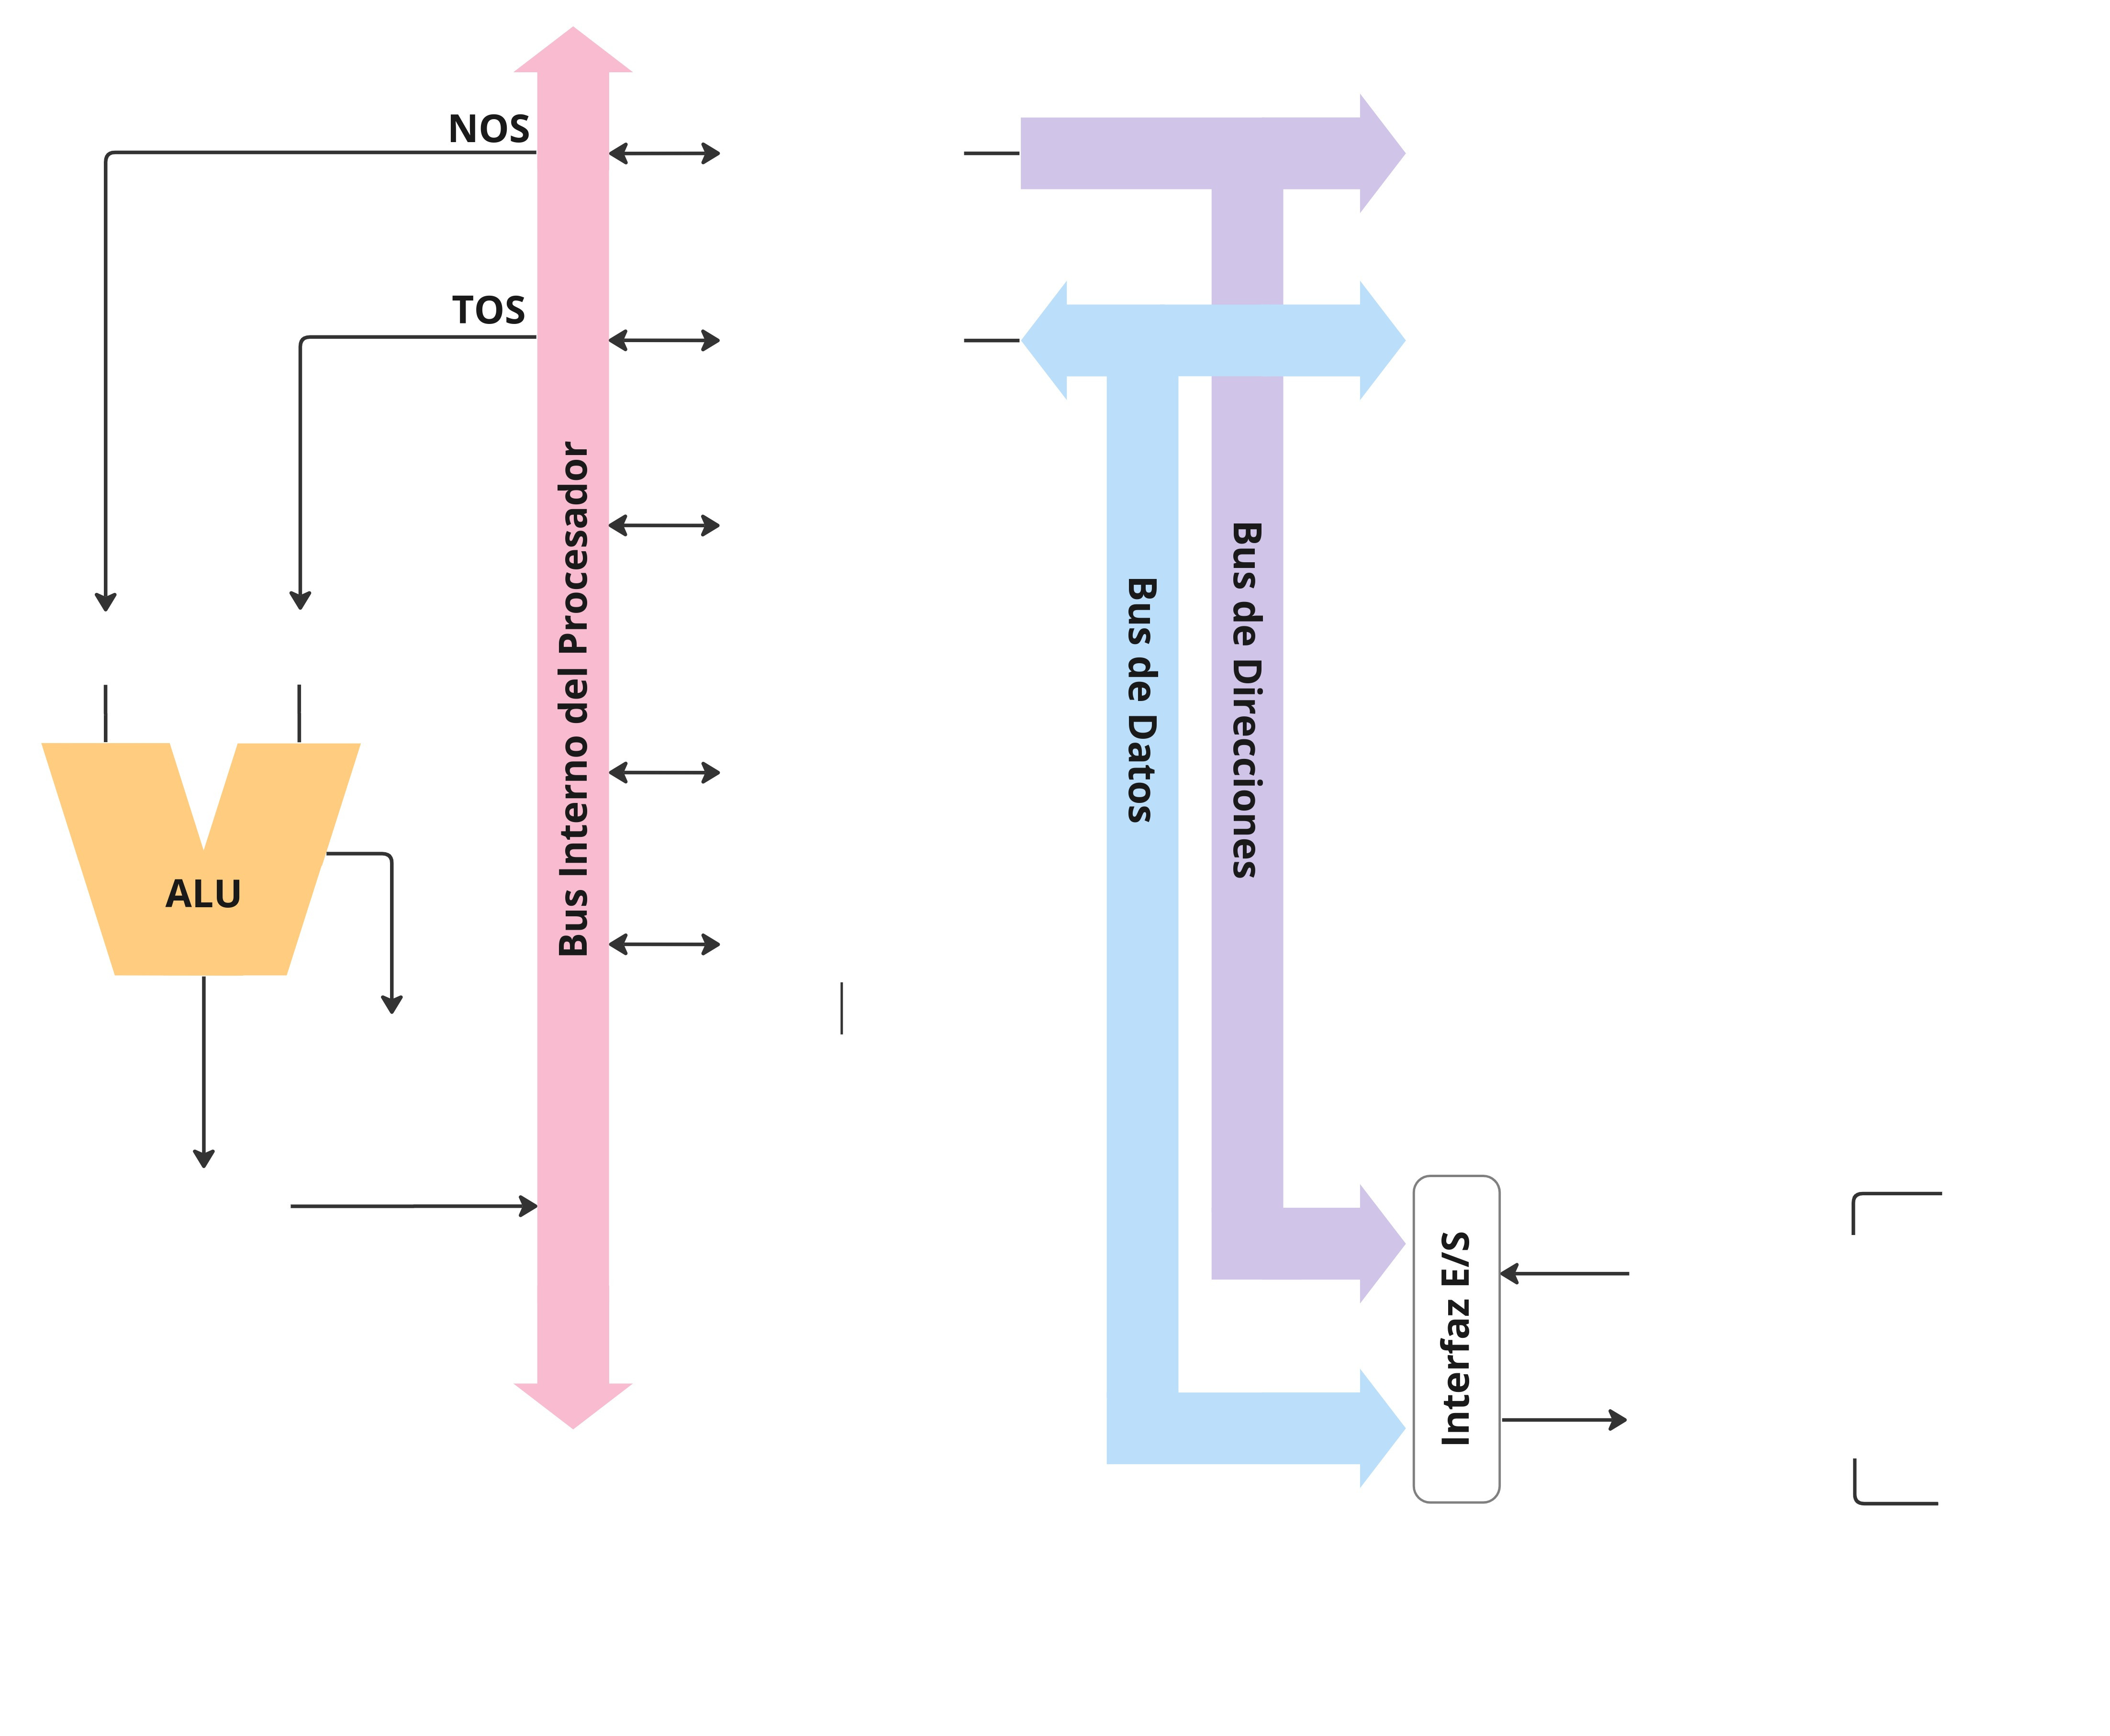 NOS
TOS
Bus Interno del Procesador
Bus de Datos
Bus de Direcciones
ALU
Interfaz E/S